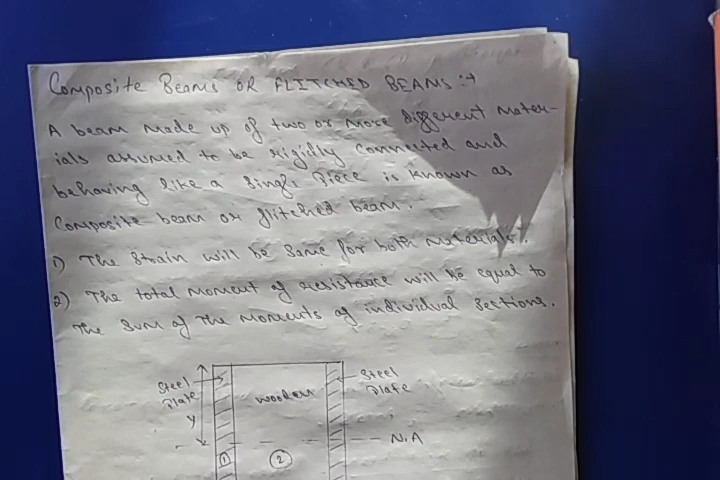 Composite Beams OR FLITCHED BEAMS :→
A beam made up of two or more different mater-
ials assumed to be rigidly connected and
behaving like a single piece is known as
Composite beam or flitched beam.
1) The Strain will be same for both materials.
2) The total moment of resistance will be equal to
The Sum of The Moments of individual Sections.
Steel
Plate
y
wooden
Steel
Plate
N.A
1
2